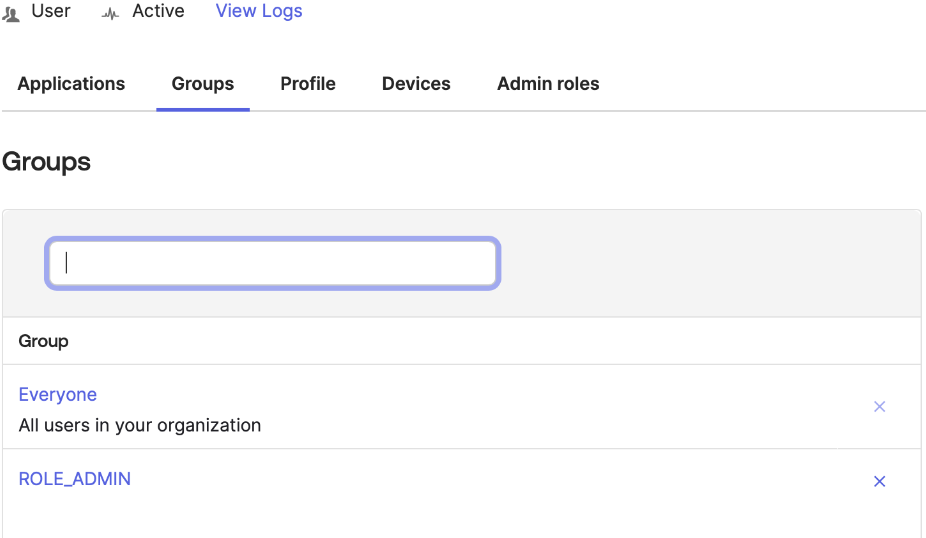 User Active View Logs
Applications Groups Profile Devices Admin roles
Groups
Group
Everyone
All users in your organization
ROLE_ADMIN